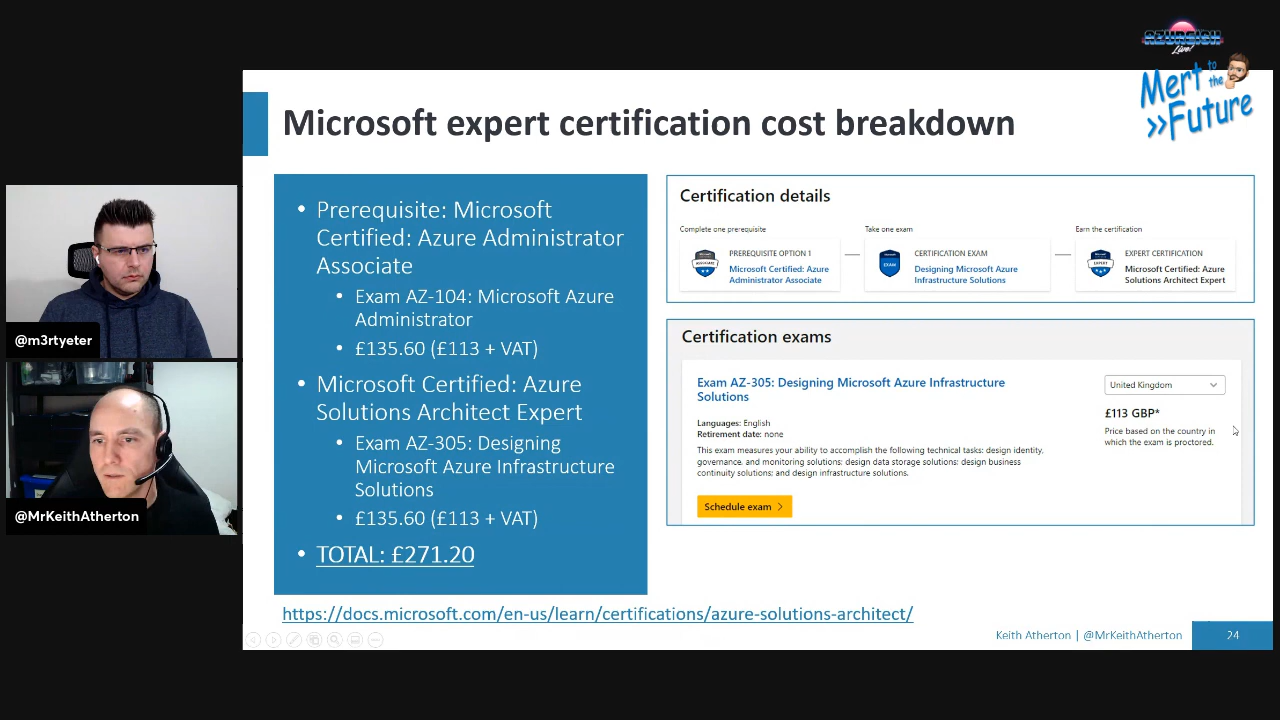 AZUREISH
Live!
Mert to the
>>Future
Microsoft expert certification cost breakdown
• Prerequisite: Microsoft
Certified: Azure Administrator
Associate
• Exam AZ-104: Microsoft Azure
Administrator
• £135.60 (£113 + VAT)
• Microsoft Certified: Azure
Solutions Architect Expert
• Exam AZ-305: Designing
Microsoft Azure Infrastructure
Solutions
• £135.60 (£113 + VAT)
• TOTAL: £271.20
Certification details
Complete one prerequisite
ASSOCIATE
PREREQUISITE OPTION 1
Microsoft Certified: Azure
Administrator Associate
Take one exam
EXAM
CERTIFICATION EXAM
Designing Microsoft Azure
Infrastructure Solutions
Earn the certification
EXPERT
EXPERT CERTIFICATION
Microsoft Certified: Azure
Solutions Architect Expert
Certification exams
Exam AZ-305: Designing Microsoft Azure Infrastructure
Solutions
Languages: English
Retirement date: none
This exam measures your ability to accomplish the following technical tasks: design identity,
governance, and monitoring solutions; design data storage solutions; design business
continuity solutions; and design infrastructure solutions.
Schedule exam >
United Kingdom
£113 GBP*
Price based on the country in
which the exam is proctored.
@m3rtyeter
@MrKeithAtherton
https://docs.microsoft.com/en-us/learn/certifications/azure-solutions-architect/
Keith Atherton | @MrKeithAtherton
24